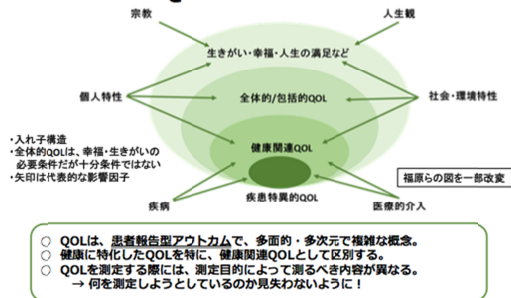 宗教
人生観
生きがい・幸福・人生の満足など
個人特性
全体的/包括的QOL
社会・環境特性
健康関連QOL
・入れ子構造
・全体的QOLは、幸福・生きがいの
必要条件だが十分条件ではない
・矢印は代表的な影響因子
福原らの図を一部改変
疾患特異的QOL
疾病
医療的介入
○ QOLは、患者報告型アウトカムで、多面的・多次元で複雑な概念。
○ 健康に特化したQOLを特に、健康関連QOLとして区別する。
○ QOLを測定する際には、測定目的によって測るべき内容が異なる。
→ 何を測定しようとしているのか見失わないように！